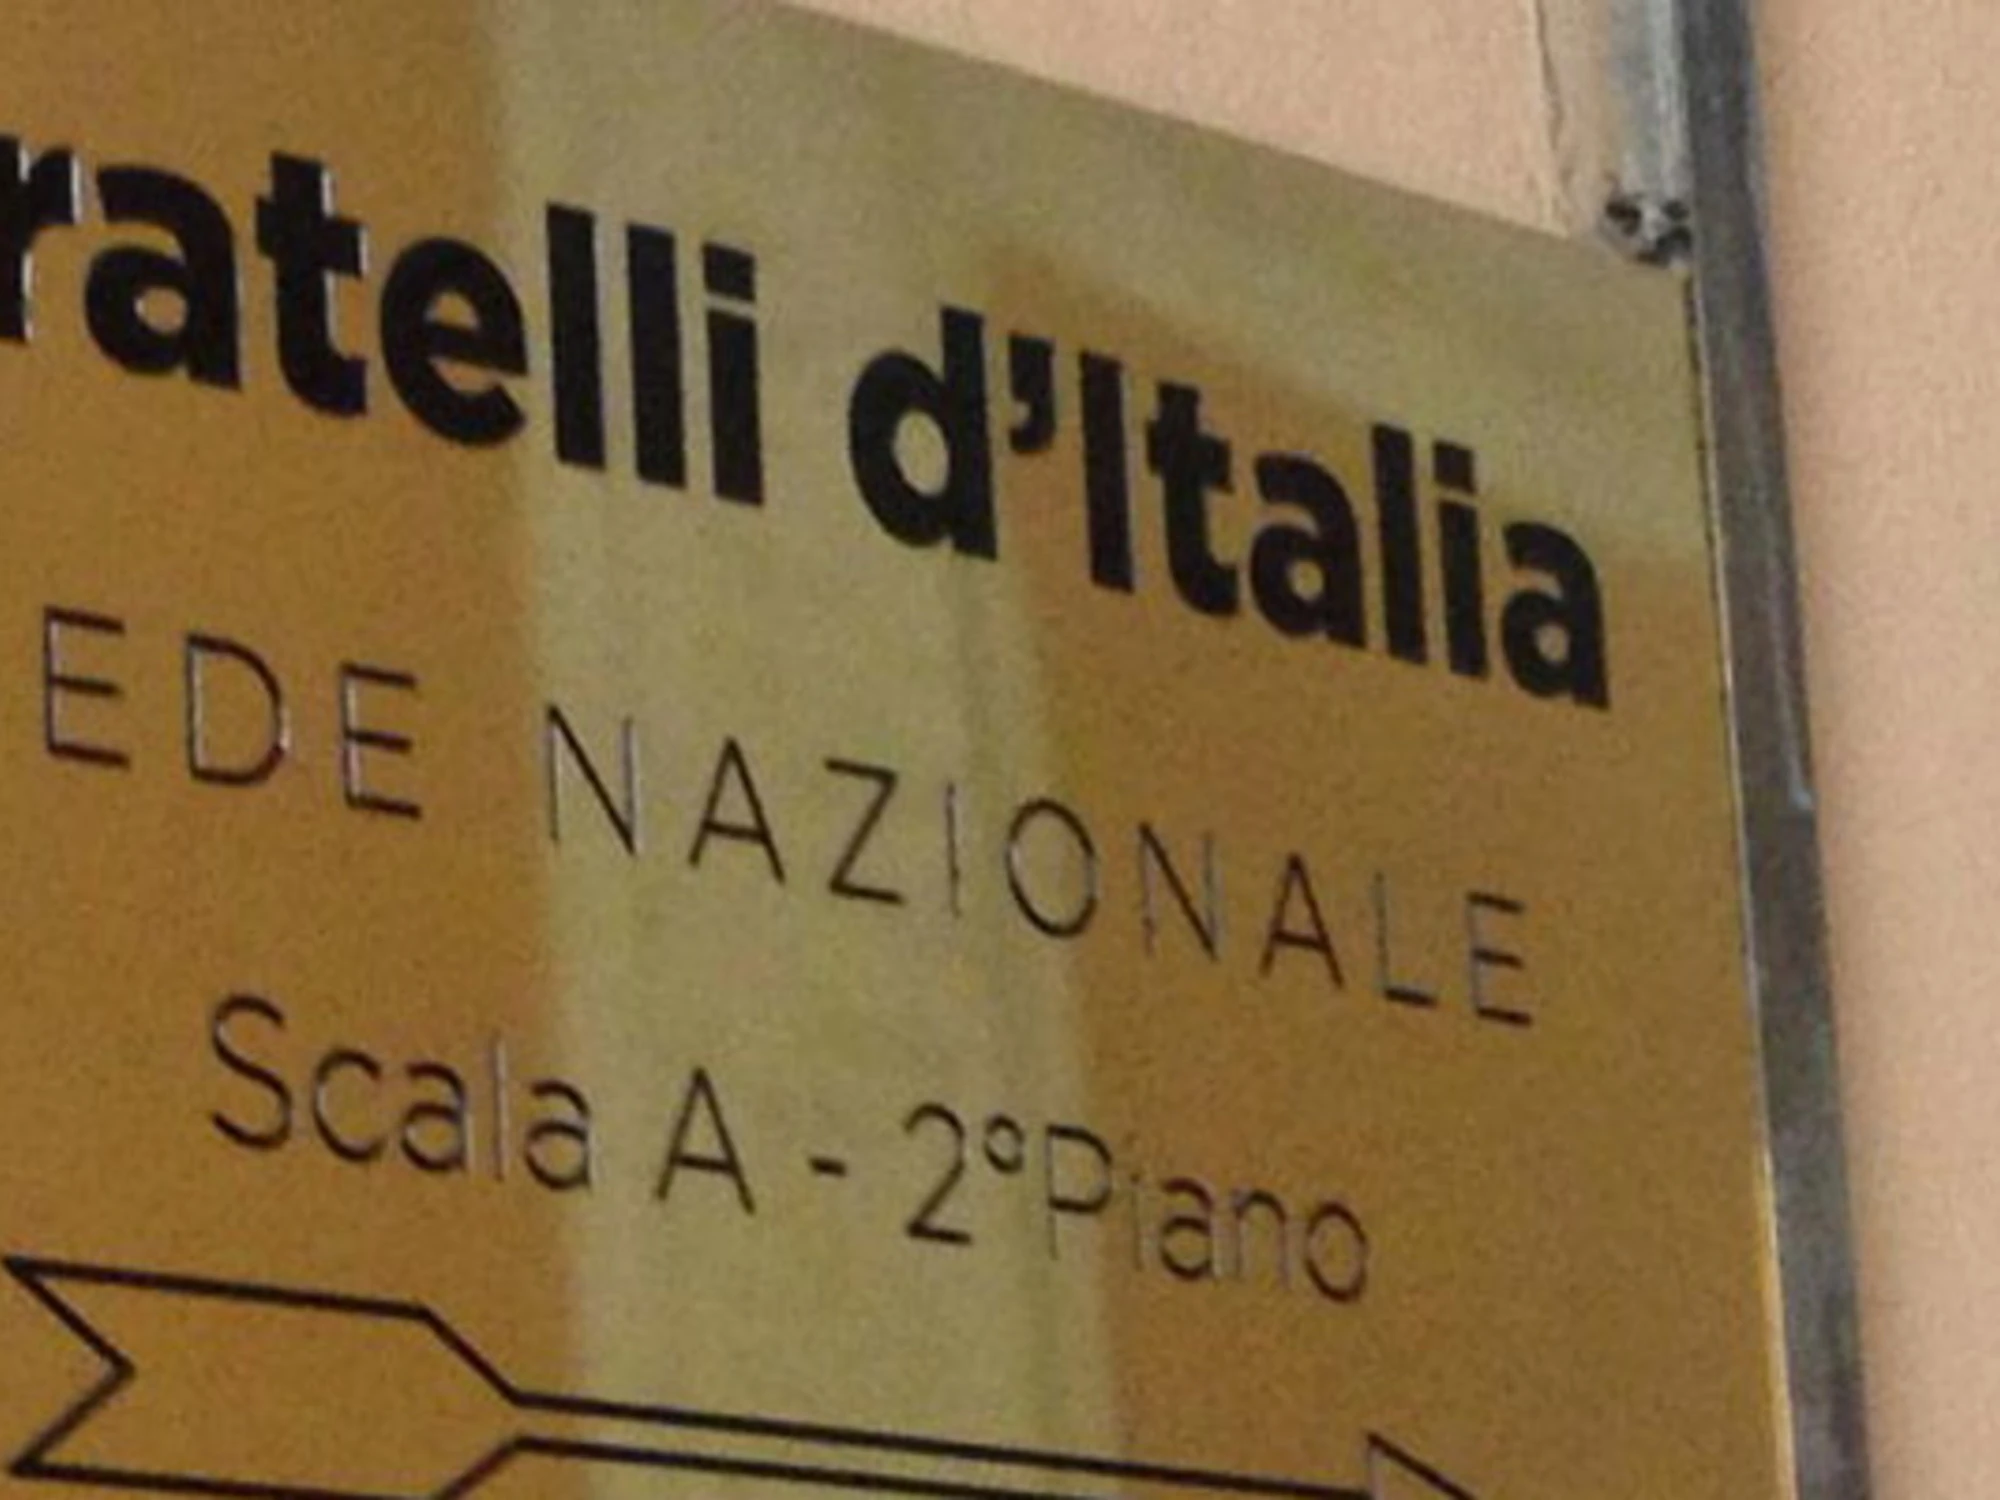 ratelli d'Italia
EDE NAZIONALE
Scala A - 2°Piano